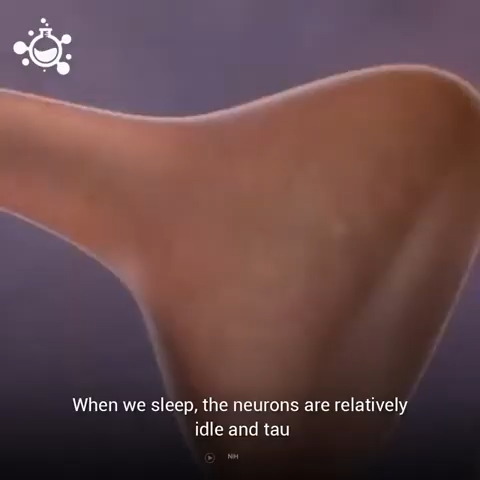 When we sleep, the neurons are relatively
idle and tau
NIH